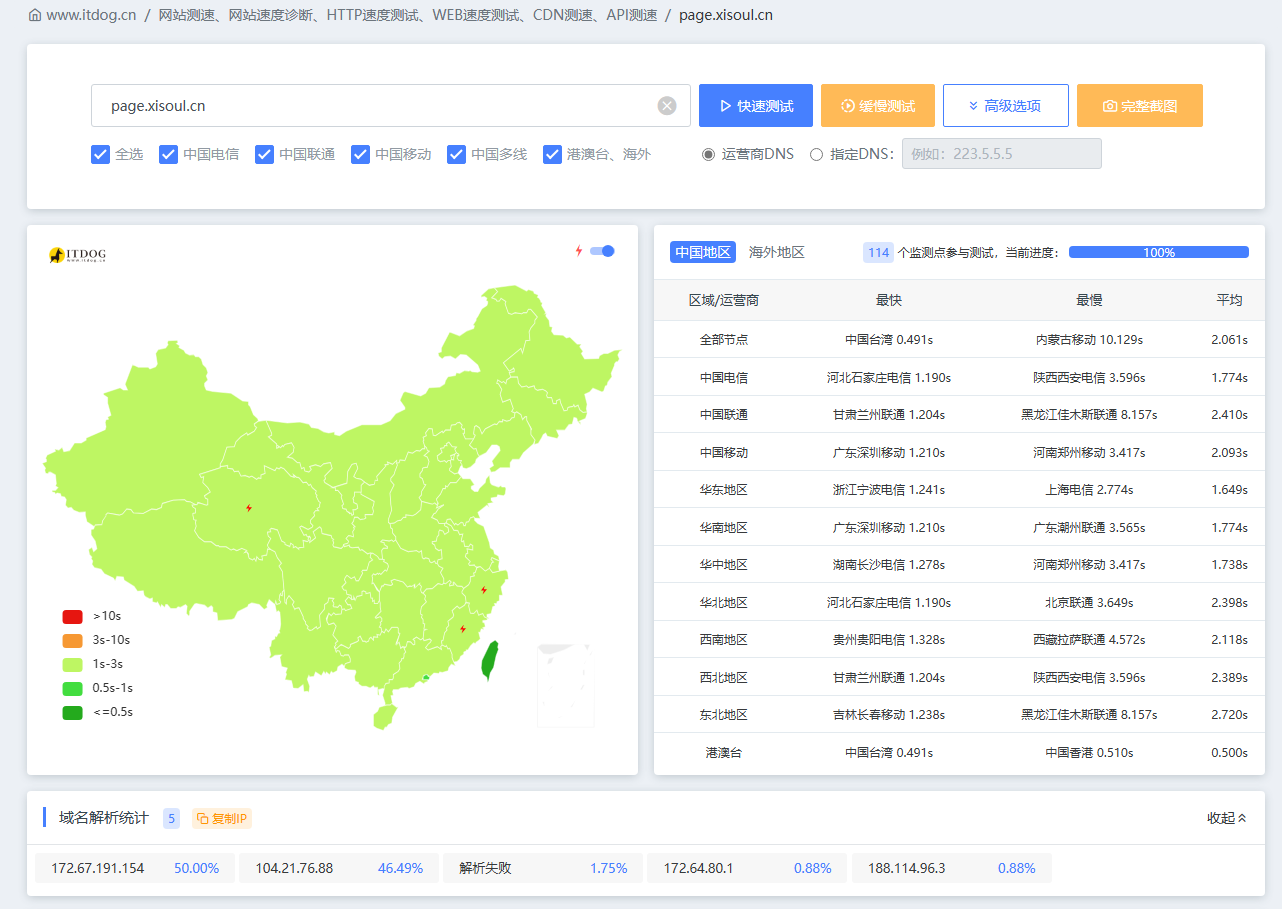 www.itdog.cn / 网站测速、网站速度诊断、HTTP速度测试、WEB速度测试、CDN测速、API测速 / page.xisoul.cn
page.xisoul.cn 快速测试 缓慢测试 高级选项 完整截图
全选 中国电信 中国联通 中国移动 中国多线 港澳台、海外 运营商DNS 指定DNS: 例如：223.5.5.5
ITDOG
www.itdog.cn
>10s
3s-10s
1s-3s
0.5s-1s
<=0.5s
中国地区 海外地区 114 个监测点参与测试，当前进度： 100%
区域/运营商 最快 最慢 平均
全部节点 中国台湾 0.491s 内蒙古移动 10.129s 2.061s
中国电信 河北石家庄电信 1.190s 陕西西安电信 3.596s 1.774s
中国联通 甘肃兰州联通 1.204s 黑龙江佳木斯联通 8.157s 2.410s
中国移动 广东深圳移动 1.210s 河南郑州移动 3.417s 2.093s
华东地区 浙江宁波电信 1.241s 上海电信 2.774s 1.649s
华南地区 广东深圳移动 1.210s 广东潮州联通 3.565s 1.774s
华中地区 湖南长沙电信 1.278s 河南郑州移动 3.417s 1.738s
华北地区 河北石家庄电信 1.190s 北京联通 3.649s 2.398s
西南地区 贵州贵阳电信 1.328s 西藏拉萨联通 4.572s 2.118s
西北地区 甘肃兰州联通 1.204s 陕西西安电信 3.596s 2.389s
东北地区 吉林长春移动 1.238s 黑龙江佳木斯联通 8.157s 2.720s
港澳台 中国台湾 0.491s 中国香港 0.510s 0.500s
域名解析统计 5 复制IP 收起
172.67.191.154 50.00% 104.21.76.88 46.49% 解析失败 1.75% 172.64.80.1 0.88% 188.114.96.3 0.88%